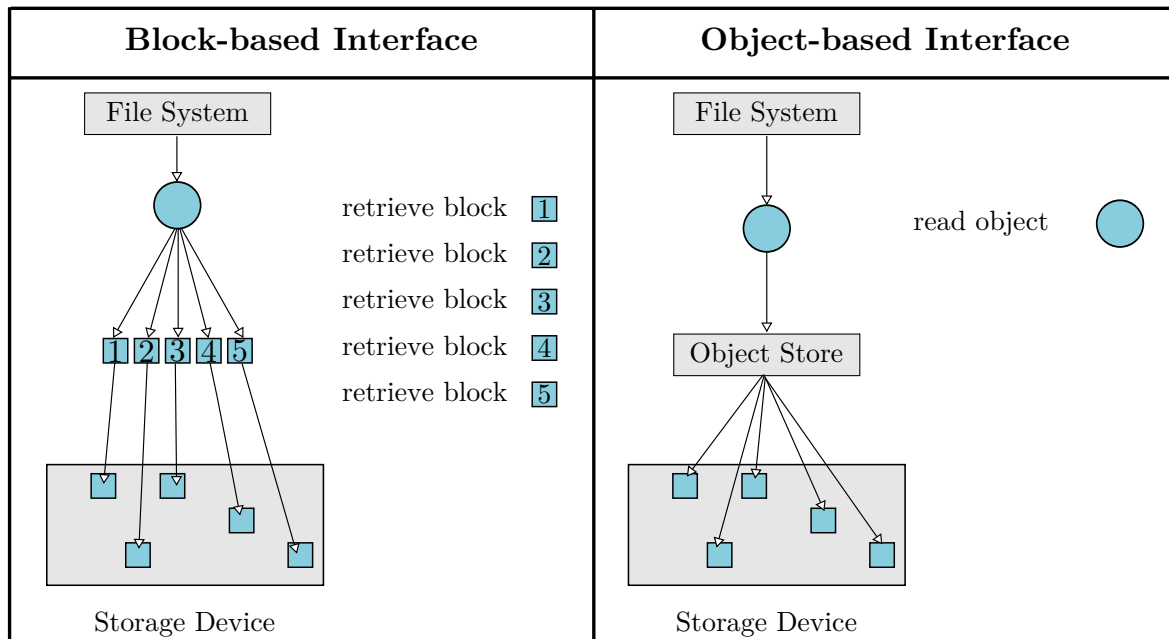 Block-based Interface
File System
retrieve block 1
retrieve block 2
retrieve block 3
retrieve block 4
retrieve block 5
1 2 3 4 5
Storage Device
Object-based Interface
File System
read object
Object Store
Storage Device